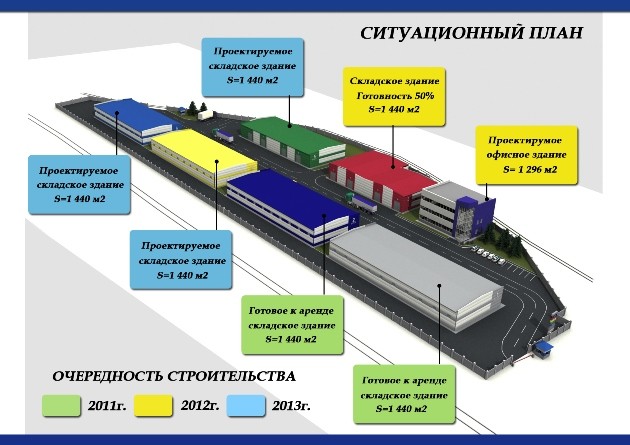 СИТУАЦИОННЫЙ ПЛАН
Проектируемое
складское здание
S=1 440 м2
Складское здание
Готовность 50%
S=1 440 м2
Проектирумое
офисное здание
S= 1 296 м2
Проектируемое
складское здание
S=1 440 м2
Проектируемое
складское здание
S=1 440 м2
Готовое к аренде
складское здание
S=1 440 м2
Готовое к аренде
складское здание
S=1 440 м2
ОЧЕРЕДНОСТЬ СТРОИТЕЛЬСТВА
2011г. 2012г. 2013г.